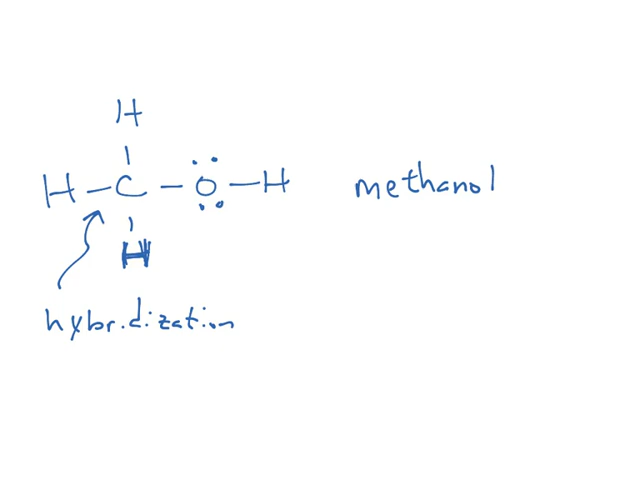 H
H - C - O - H methanol
H
hybridization